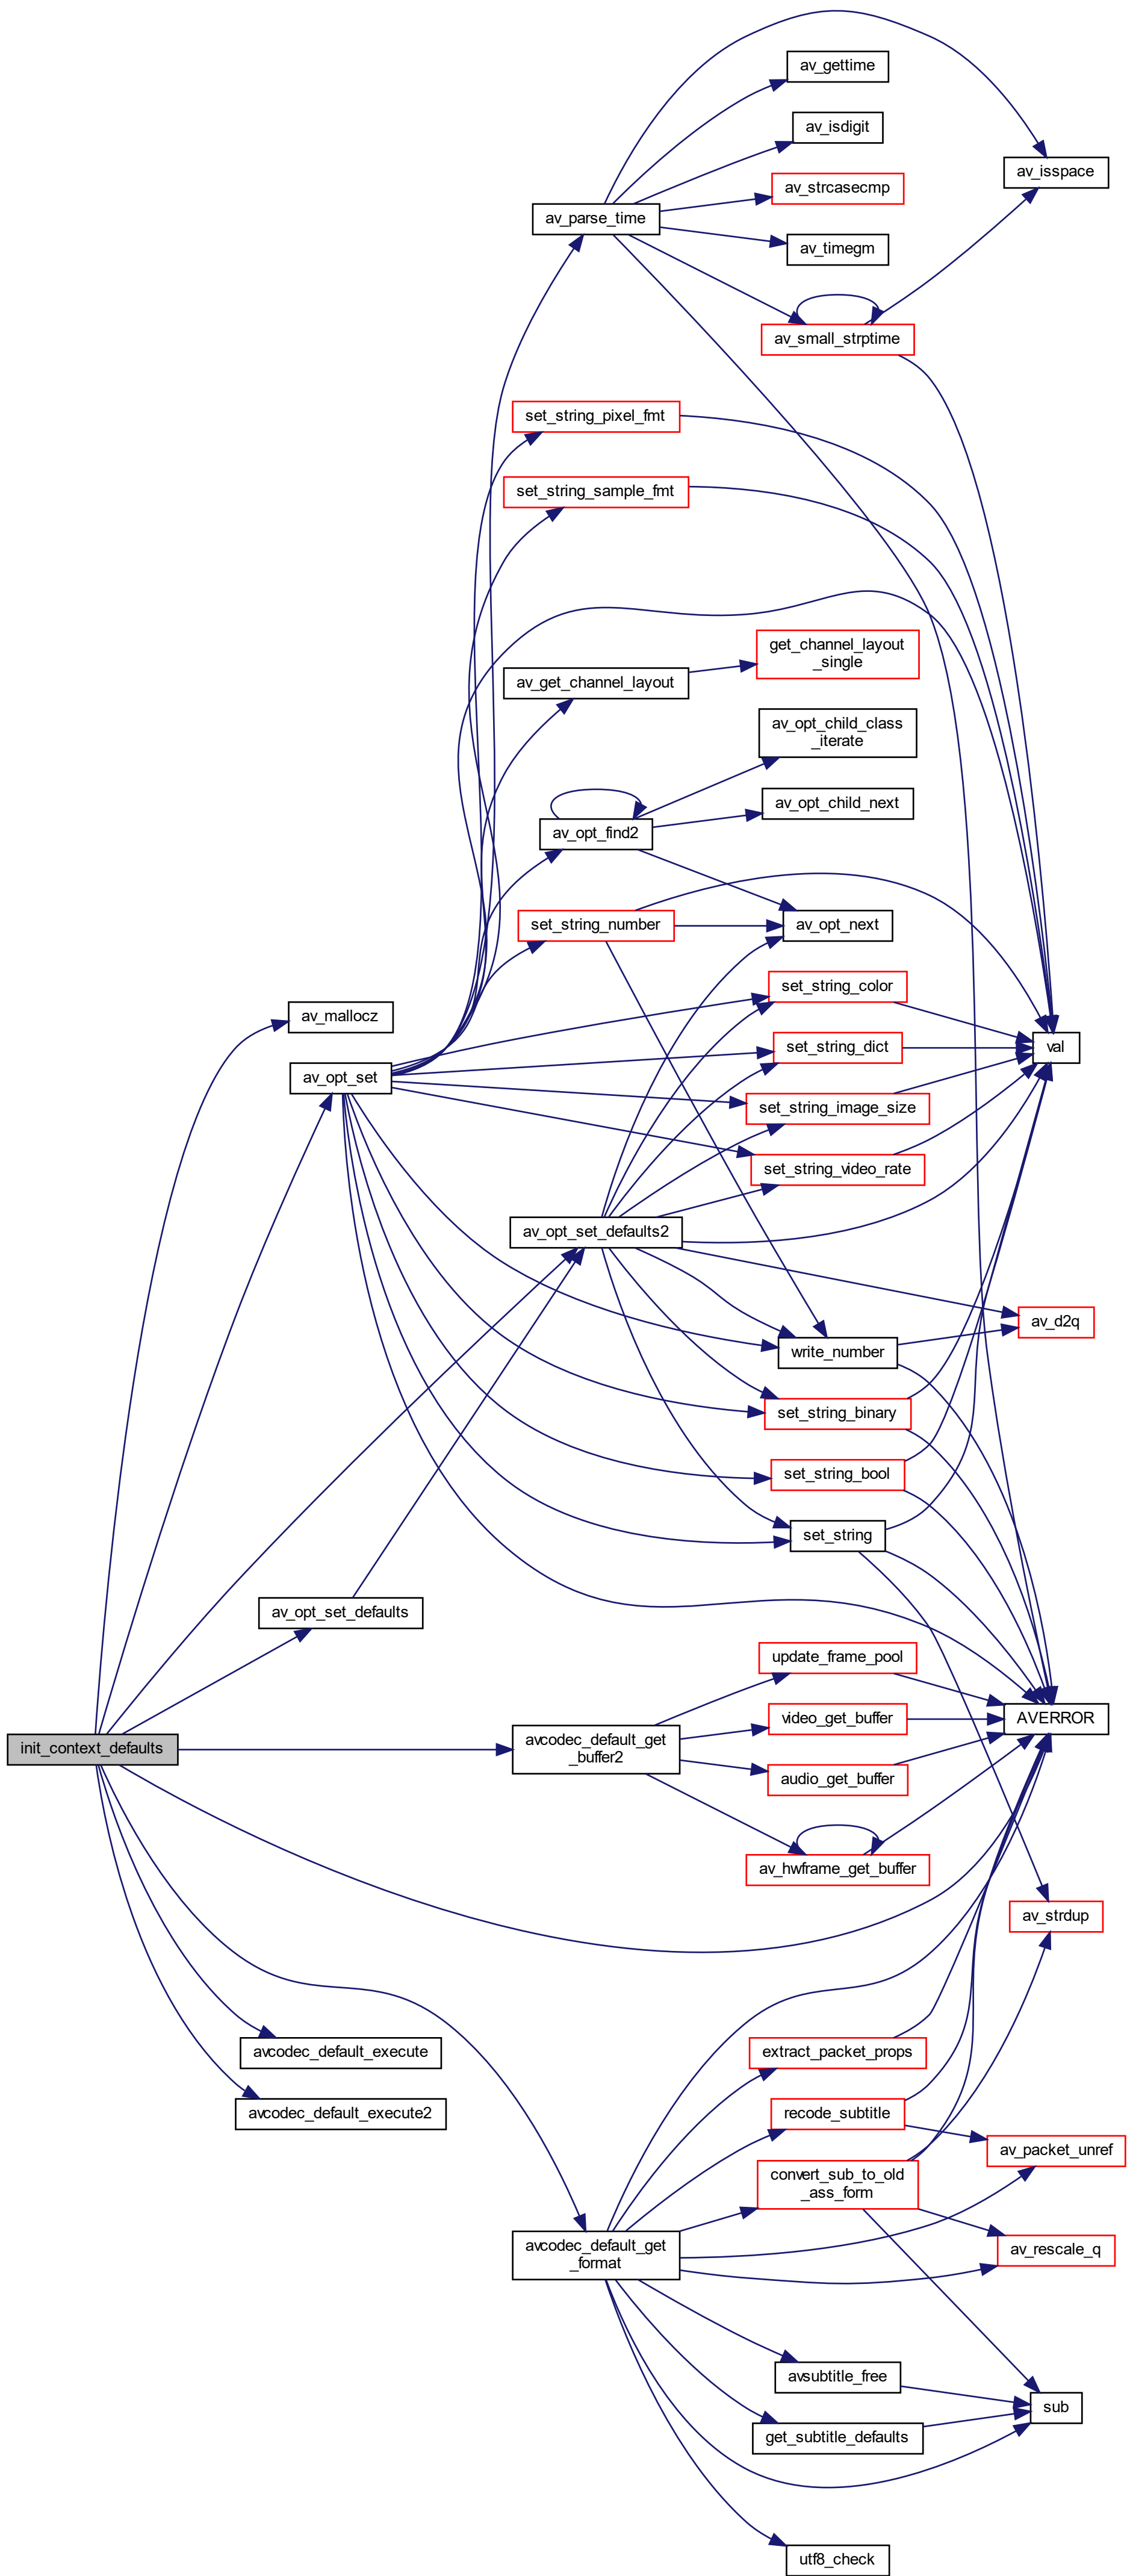 av_gettime
av_isdigit
av_isspace
av_strcasecmp
av_parse_time
av_timegm
av_small_strptime
set_string_pixel_fmt
set_string_sample_fmt
get_channel_layout
_single
av_get_channel_layout
av_opt_child_class
_iterate
av_opt_child_next
av_opt_find2
set_string_number
av_opt_next
set_string_color
av_mallocz
set_string_dict
val
av_opt_set
set_string_image_size
set_string_video_rate
av_opt_set_defaults2
av_d2q
write_number
set_string_binary
set_string_bool
set_string
av_opt_set_defaults
update_frame_pool
video_get_buffer
AVERROR
init_context_defaults
avcodec_default_get
_buffer2
audio_get_buffer
av_hwframe_get_buffer
av_strdup
avcodec_default_execute
extract_packet_props
avcodec_default_execute2
recode_subtitle
av_packet_unref
convert_sub_to_old
_ass_form
avcodec_default_get
_format
av_rescale_q
avsubtitle_free
sub
get_subtitle_defaults
utf8_check